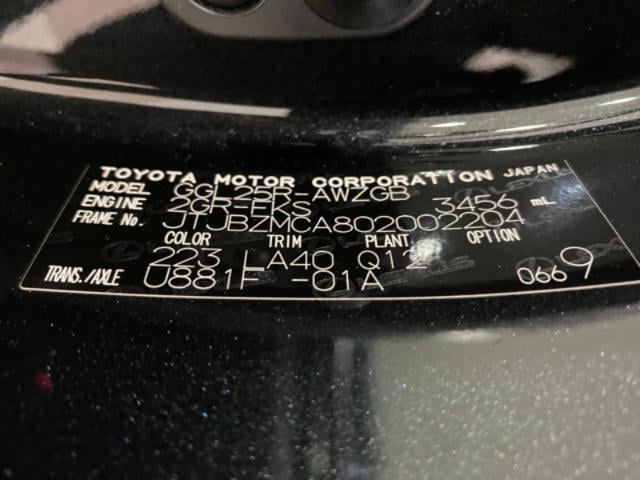 TOYOTA MOTOR CORPORATION JAPAN
MODEL GGL25R-AWZGB
ENGINE 2GR-FKS 3456 mL
FRAME No. JTJBZMCA802002204
COLOR TRIM PLANT OPTION
223 LA40 Q12
TRANS./AXLE U881F -01A 0669